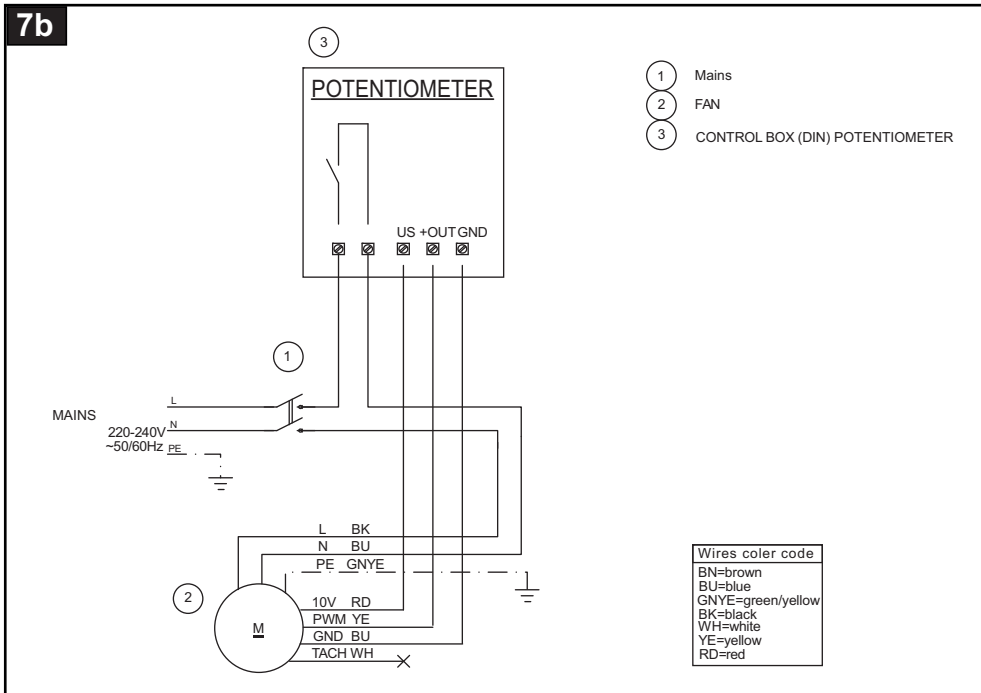 7b
3
POTENTIOMETER
US +OUT GND
1 Mains
2 FAN
3 CONTROL BOX (DIN) POTENTIOMETER
1
MAINS
L
N
220-240V
~50/60Hz
PE
L BK
N BU
PE GNYE
2
M
10V RD
PWM YE
GND BU
TACH WH
Wires coler code
BN=brown
BU=blue
GNYE=green/yellow
BK=black
WH=white
YE=yellow
RD=red